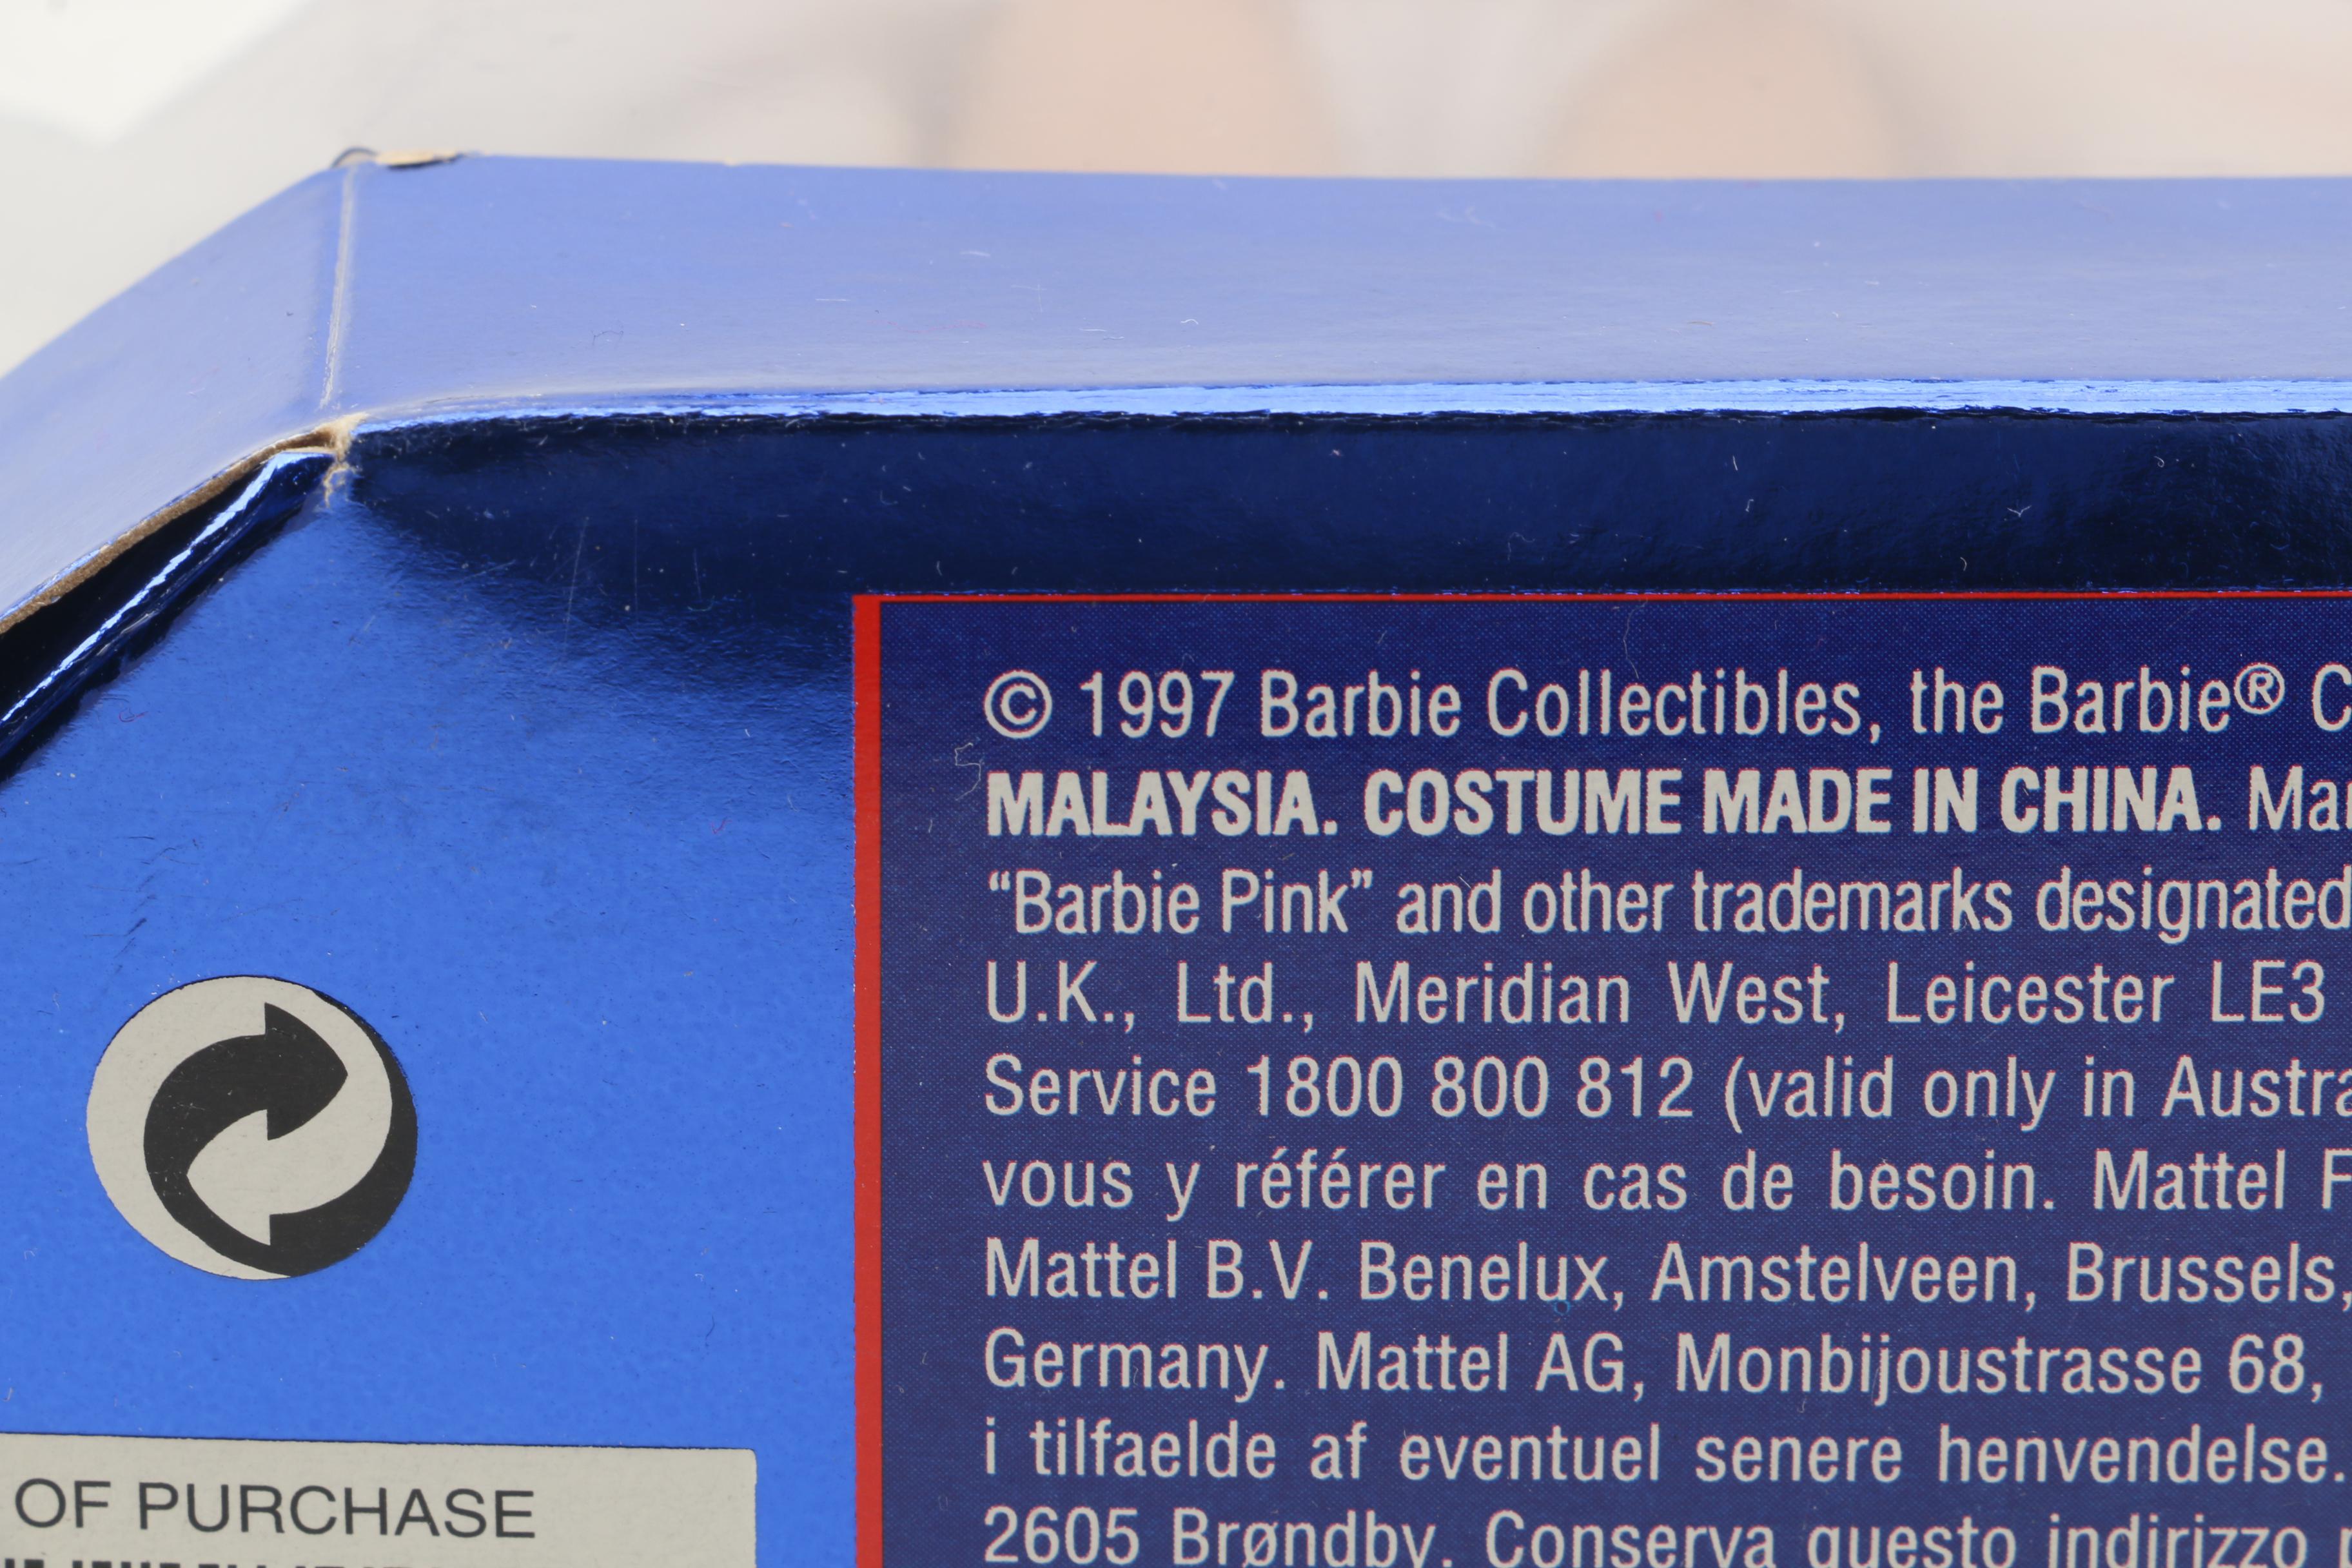 © 1997 Barbie Collectibles, the Barbie®
MALAYSIA. COSTUME MADE IN CHINA.
“Barbie Pink” and other trademarks designated
U.K., Ltd., Meridian West, Leicester LE3
Service 1800 800 812 (valid only in
vous y référer en cas de besoin. Mattel
Mattel B.V. Benelux, Amstelveen, Brussels,
Germany. Mattel AG, Monbijoustrasse 68,
i tilfaelde af eventuel senere henvendelse.
2605 Brøndby. Conserva questo indirizzo
OF PURCHASE